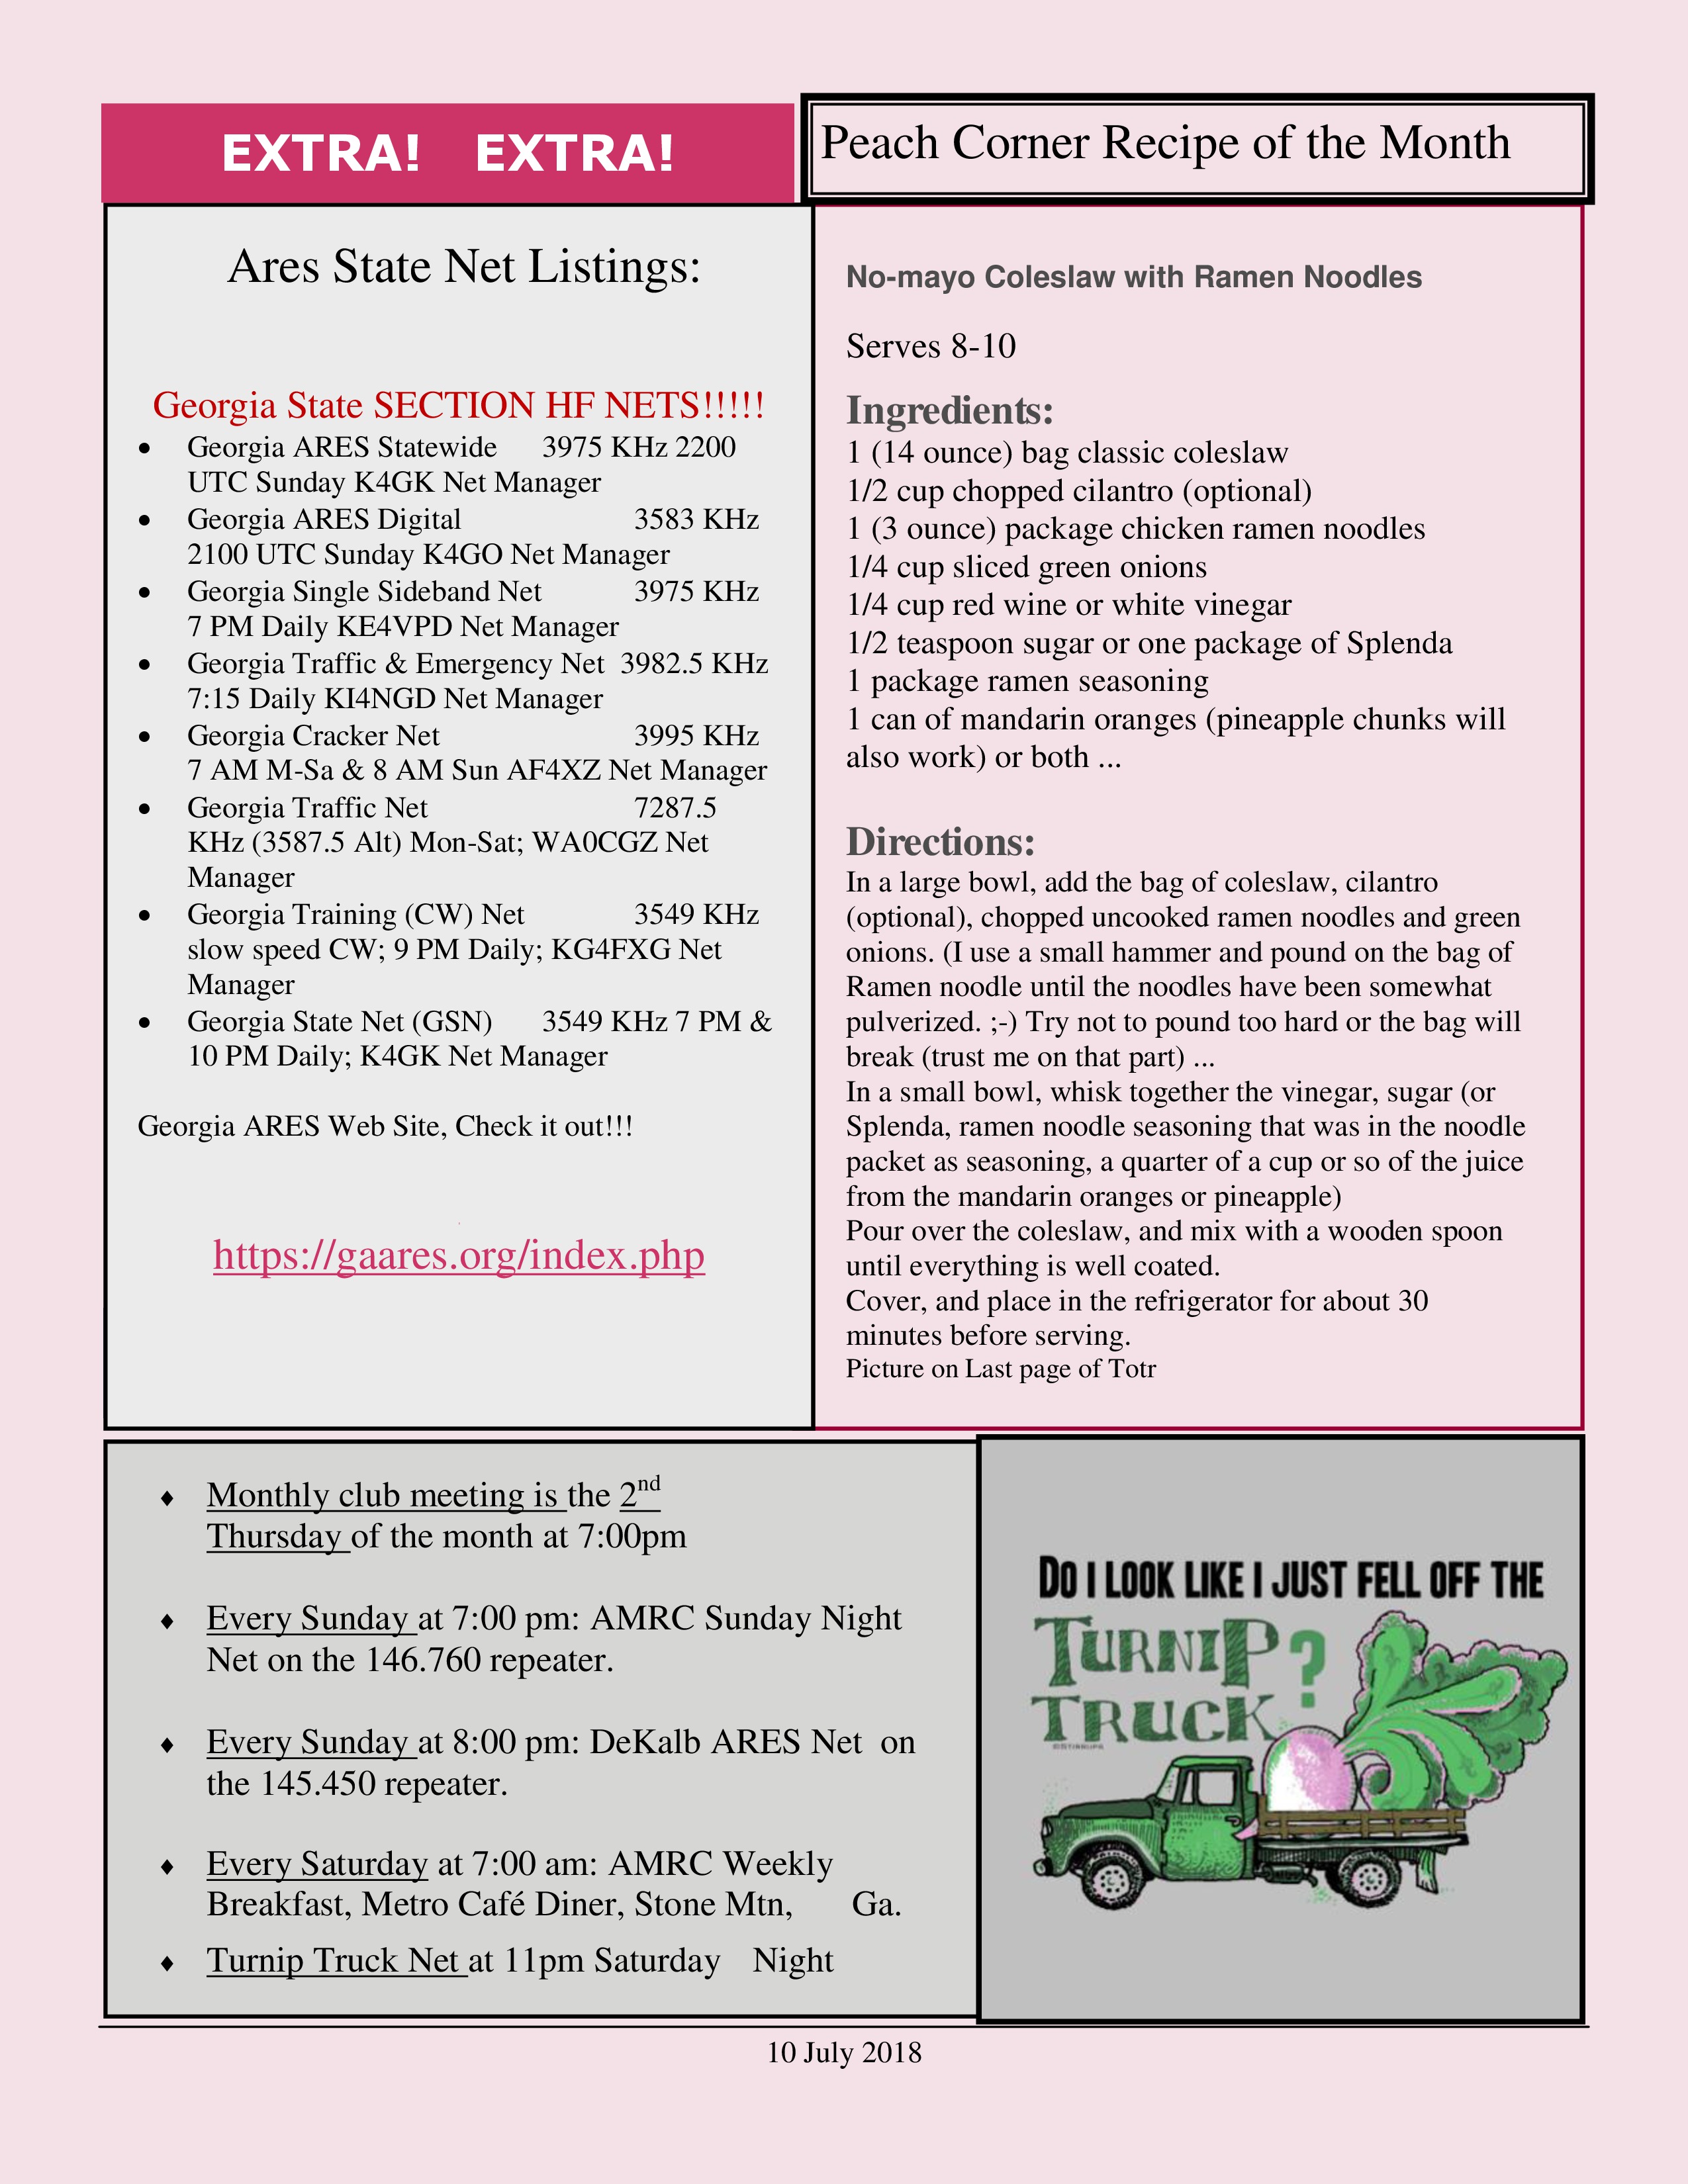 EXTRA!   EXTRA!
Peach Corner Recipe of the Month
Ares State Net Listings:
Georgia State SECTION HF NETS!!!!!
• Georgia ARES Statewide 3975 KHz 2200
UTC Sunday K4GK Net Manager
• Georgia ARES Digital 3583 KHz
2100 UTC Sunday K4GO Net Manager
• Georgia Single Sideband Net 3975 KHz
7 PM Daily KE4VPD Net Manager
• Georgia Traffic & Emergency Net 3982.5 KHz
7:15 Daily KI4NGD Net Manager
• Georgia Cracker Net 3995 KHz
7 AM M-Sa & 8 AM Sun AF4XZ Net Manager
• Georgia Traffic Net 7287.5
KHz (3587.5 Alt) Mon-Sat; WA0CGZ Net
Manager
• Georgia Training (CW) Net 3549 KHz
slow speed CW; 9 PM Daily; KG4FXG Net
Manager
• Georgia State Net (GSN) 3549 KHz 7 PM &
10 PM Daily; K4GK Net Manager
Georgia ARES Web Site, Check it out!!!
https://gaares.org/index.php
No-mayo Coleslaw with Ramen Noodles
Serves 8-10
Ingredients:
1 (14 ounce) bag classic coleslaw
1/2 cup chopped cilantro (optional)
1 (3 ounce) package chicken ramen noodles
1/4 cup sliced green onions
1/4 cup red wine or white vinegar
1/2 teaspoon sugar or one package of Splenda
1 package ramen seasoning
1 can of mandarin oranges (pineapple chunks will
also work) or both ...
Directions:
In a large bowl, add the bag of coleslaw, cilantro
(optional), chopped uncooked ramen noodles and green
onions. (I use a small hammer and pound on the bag of
Ramen noodle until the noodles have been somewhat
pulverized. ;-) Try not to pound too hard or the bag will
break (trust me on that part) ...
In a small bowl, whisk together the vinegar, sugar (or
Splenda, ramen noodle seasoning that was in the noodle
packet as seasoning, a quarter of a cup or so of the juice
from the mandarin oranges or pineapple)
Pour over the coleslaw, and mix with a wooden spoon
until everything is well coated.
Cover, and place in the refrigerator for about 30
minutes before serving.
Picture on Last page of Totr
♦ Monthly club meeting is the 2nd
Thursday of the month at 7:00pm
♦ Every Sunday at 7:00 pm: AMRC Sunday Night
Net on the 146.760 repeater.
♦ Every Sunday at 8:00 pm: DeKalb ARES Net on
the 145.450 repeater.
♦ Every Saturday at 7:00 am: AMRC Weekly
Breakfast, Metro Café Diner, Stone Mtn, Ga.
♦ Turnip Truck Net at 11pm Saturday Night
DO I LOOK LIKE I JUST FELL OFF THE
TURNIP ?
TRUCK
10 July 2018